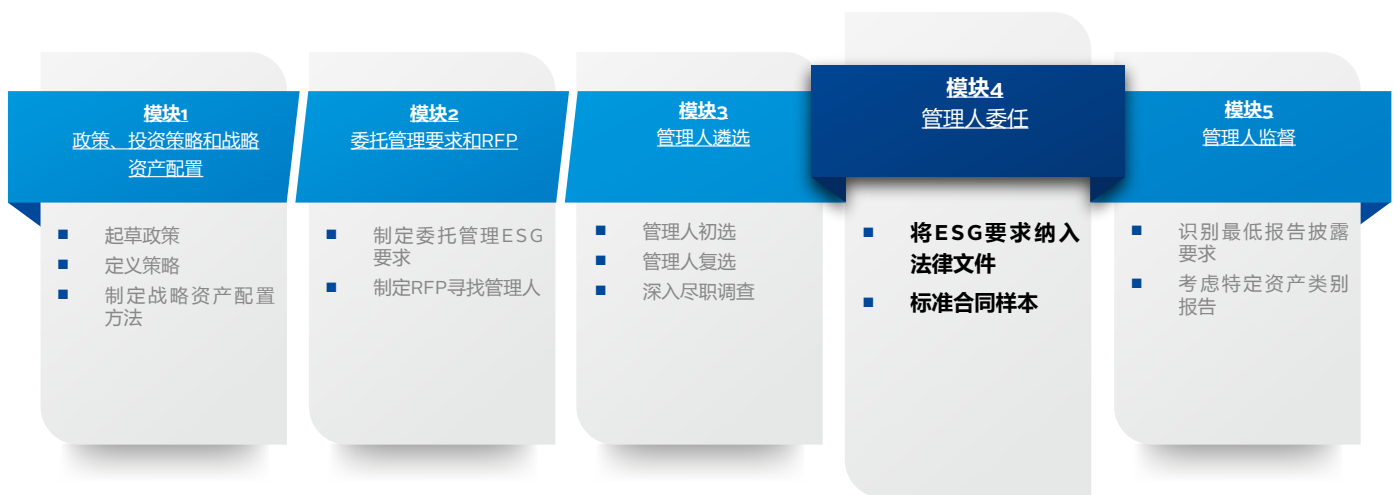 模块1
政策、投资策略和战略
资产配置
起草政策
定义策略
制定战略资产配置
方法
模块2
委托管理要求和RFP
制定委托管理ESG
要求
制定RFP寻找管理人
模块3
管理人遴选
管理人初选
管理人复选
深入尽职调查
模块4
管理人委任
将ESG要求纳入
法律文件
标准合同样本
模块5
管理人监督
识别最低报告披露
要求
考虑特定资产类别
报告